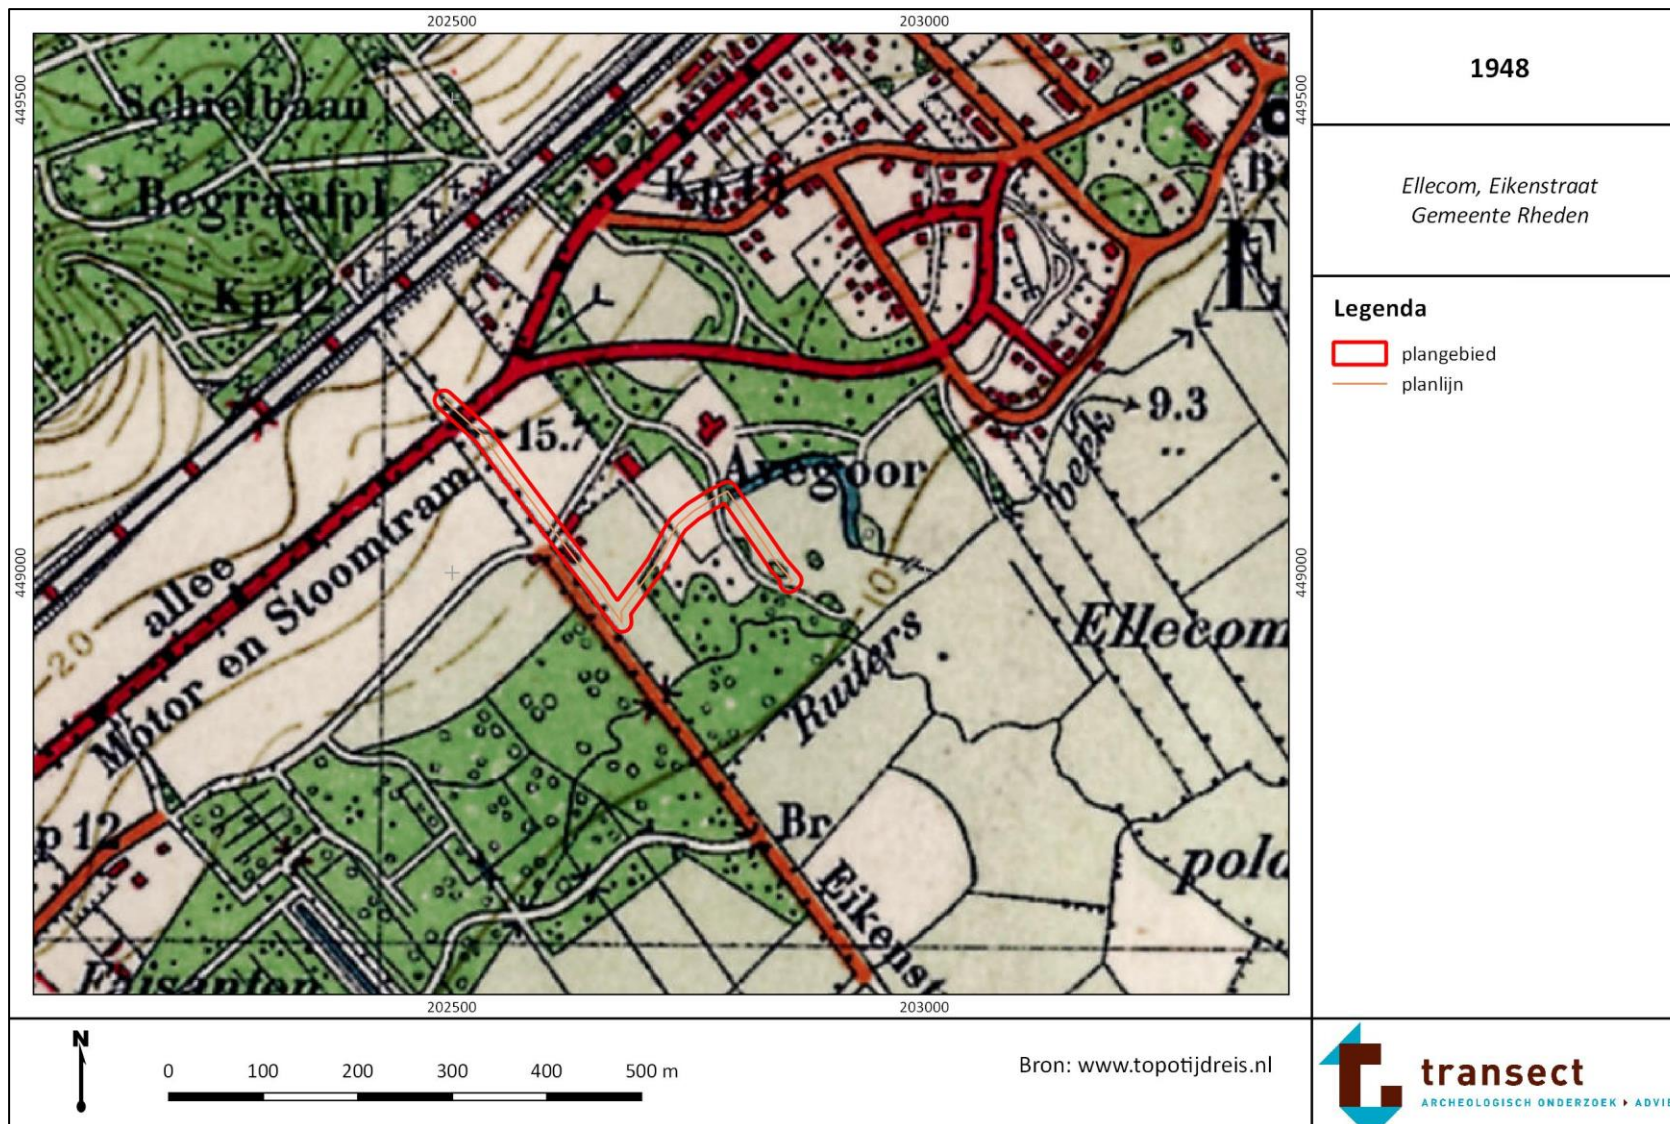 202500 203000
449500 449500
Schietbaan
Begraafpl
Kp 13
Kp 12
15.7
Avegoor
9.3
beek
449000 449000
allee
20
Motor en Stoomtram
10
Ruiters
Ellecom
p 12
Br
pold
Eikenst
Faisanten
202500 203000
N
0 100 200 300 400 500 m
Bron: www.topotijdreis.nl
1948
Ellecom, Eikenstraat
Gemeente Rheden
Legenda
plangebied
planlijn
transect
ARCHEOLOGISCH ONDERZOEK ▸ ADVIE